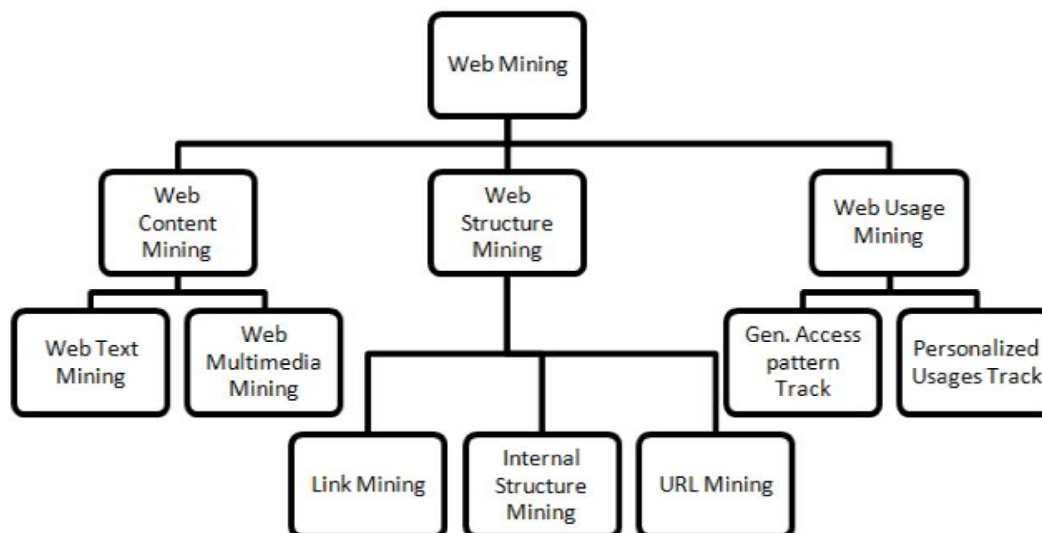 Web Mining
Web
Content
Mining
Web
Structure
Mining
Web Usage
Mining
Web Text
Mining
Web
Multimedia
Mining
Gen. Access
pattern
Track
Personalized
Usages Track
Link Mining
Internal
Structure
Mining
URL Mining